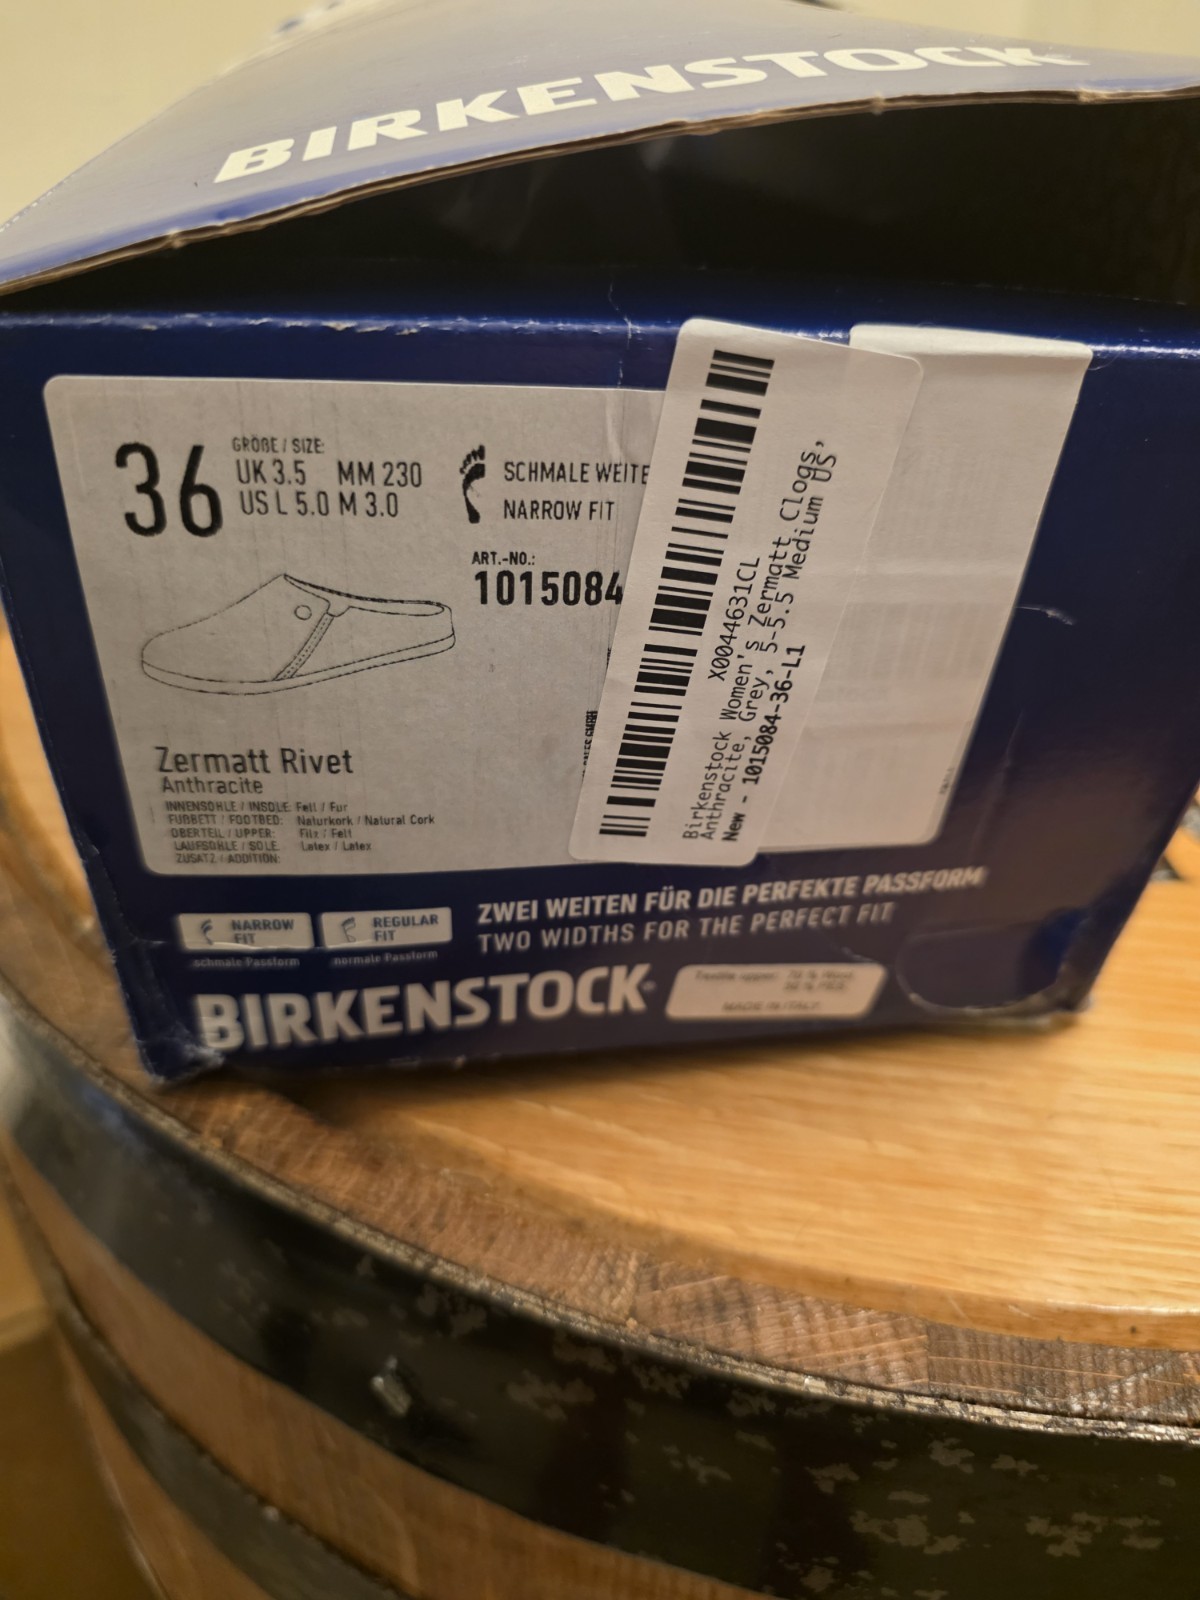 BIRKENSTOCK
36
GRÖßE / SIZE:
UK 3.5 MM 230
US L 5.0 M 3.0
SCHMALE WEITE
NARROW FIT
ART.-NO.:
1015084
Zermatt Rivet
Anthracite
INNENSOHLE / INSOLE: Fell / Fur
FUßBETT / FOOTBED: Naturkork / Natural Cork
OBERTEIL / UPPER: Filz / Felt
LAUFSOHLE / SOLE: Latex / Latex
ZUSATZ / ADDITION:
X0044631CL
Birkenstock Women's Zermatt Clogs,
Anthracite, Grey, 5-5.5 Medium US,
New - 1015084-36-L1
NARROW
FIT
schmale Passform
REGULAR
FIT
normale Passform
ZWEI WEITEN FÜR DIE PERFEKTE PASSFORM
TWO WIDTHS FOR THE PERFECT FIT
BIRKENSTOCK
MADE IN ITALY